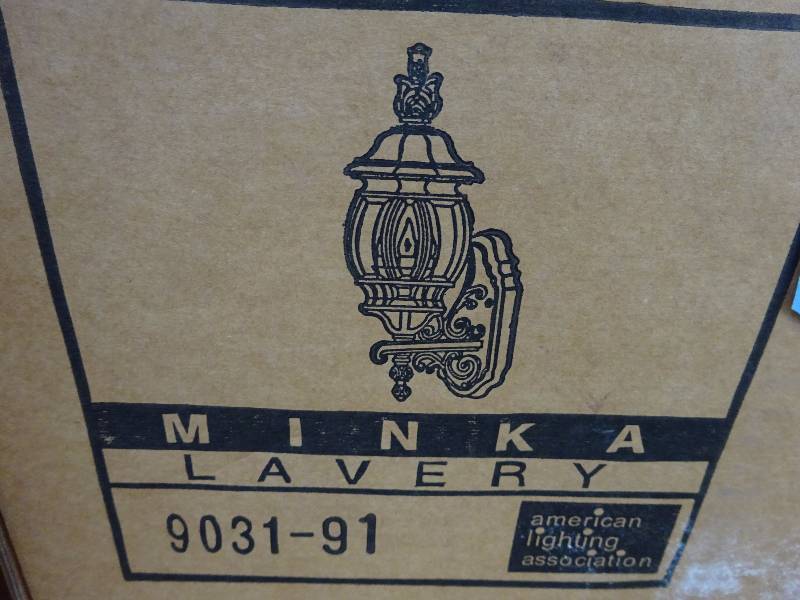 MINKA
LAVERY
9031-91
american
lighting
association